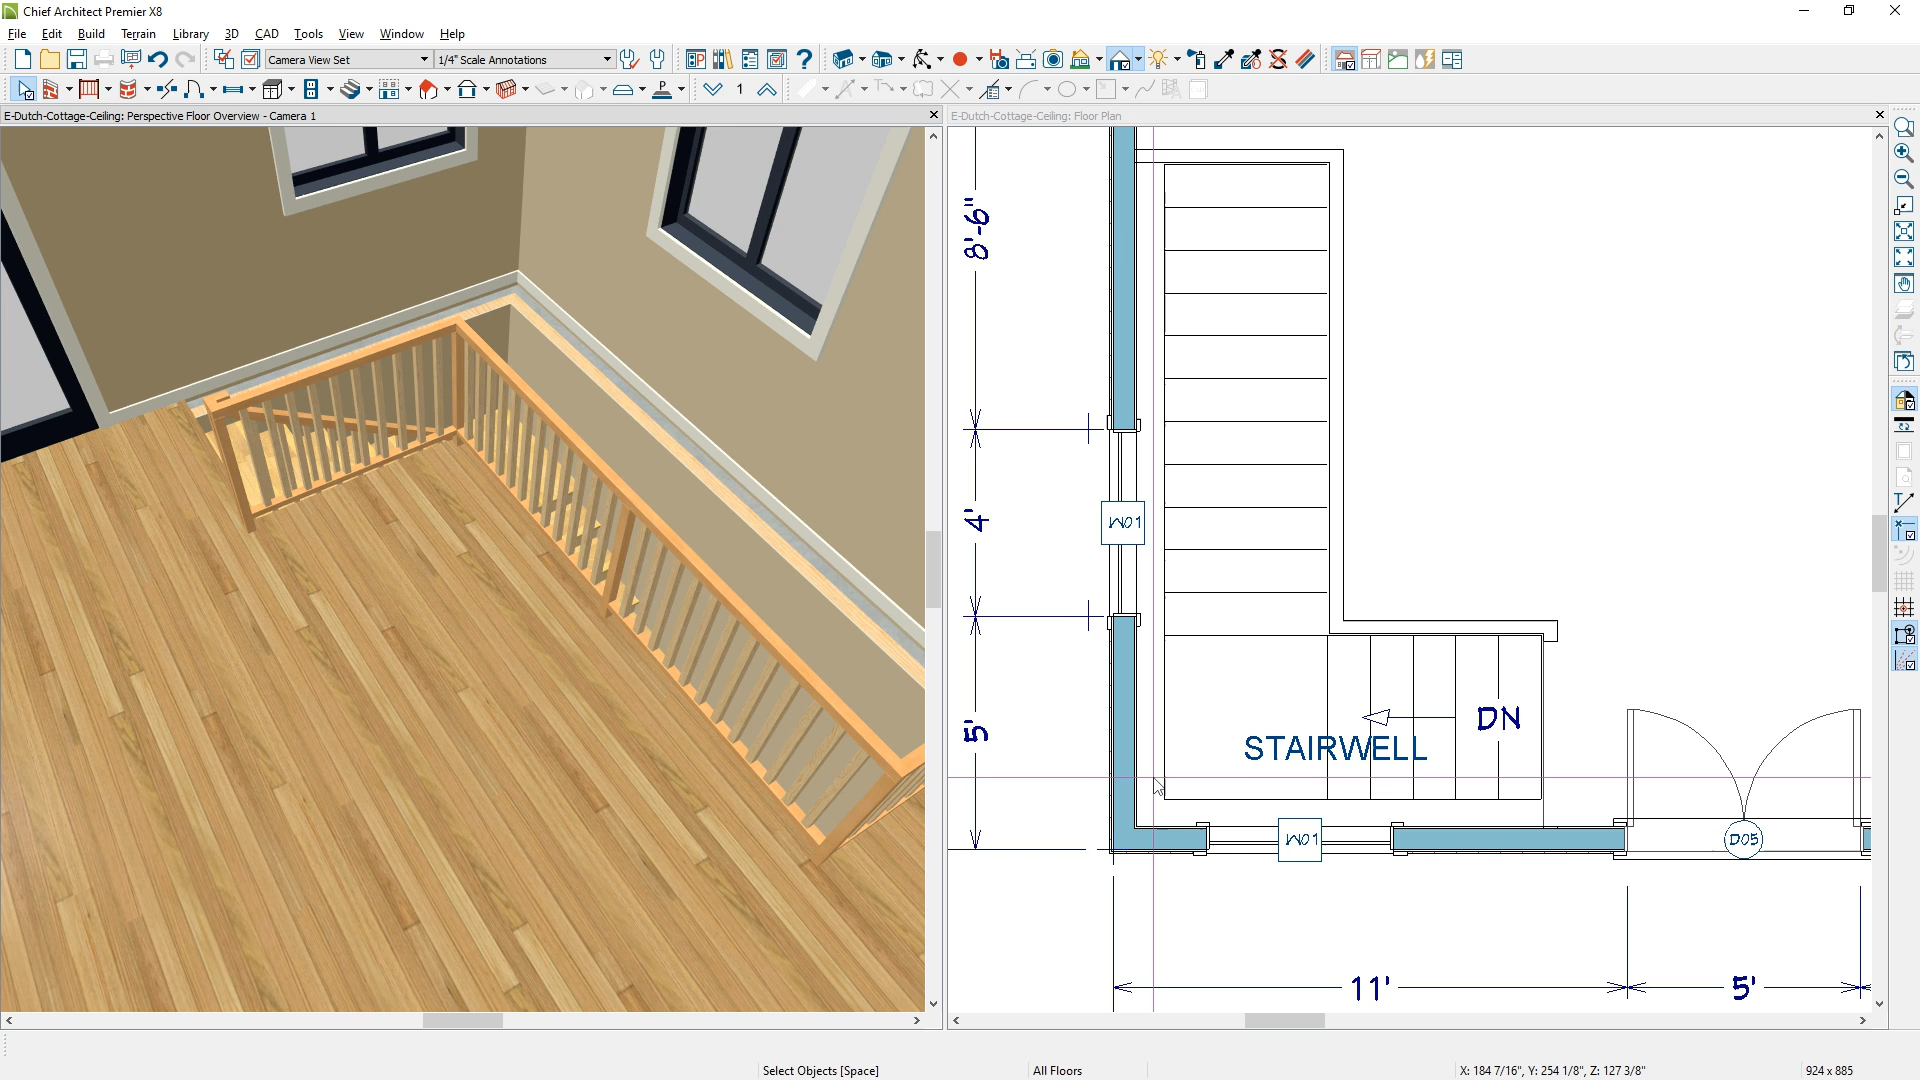 Chief Architect Premier X8
File Edit Build Terrain Library 3D CAD Tools View Window Help
Camera View Set 1/4" Scale Annotations
1
E-Dutch-Cottage-Ceiling: Perspective Floor Overview - Camera 1
E-Dutch-Cottage-Ceiling: Floor Plan
8'-6"
4'
5'
W01
DN
STAIRWELL
W01
D05
11'
5'
Select Objects [Space]
All Floors
X: 184 7/16", Y: 254 1/8", Z: 127 3/8"
924 x 885